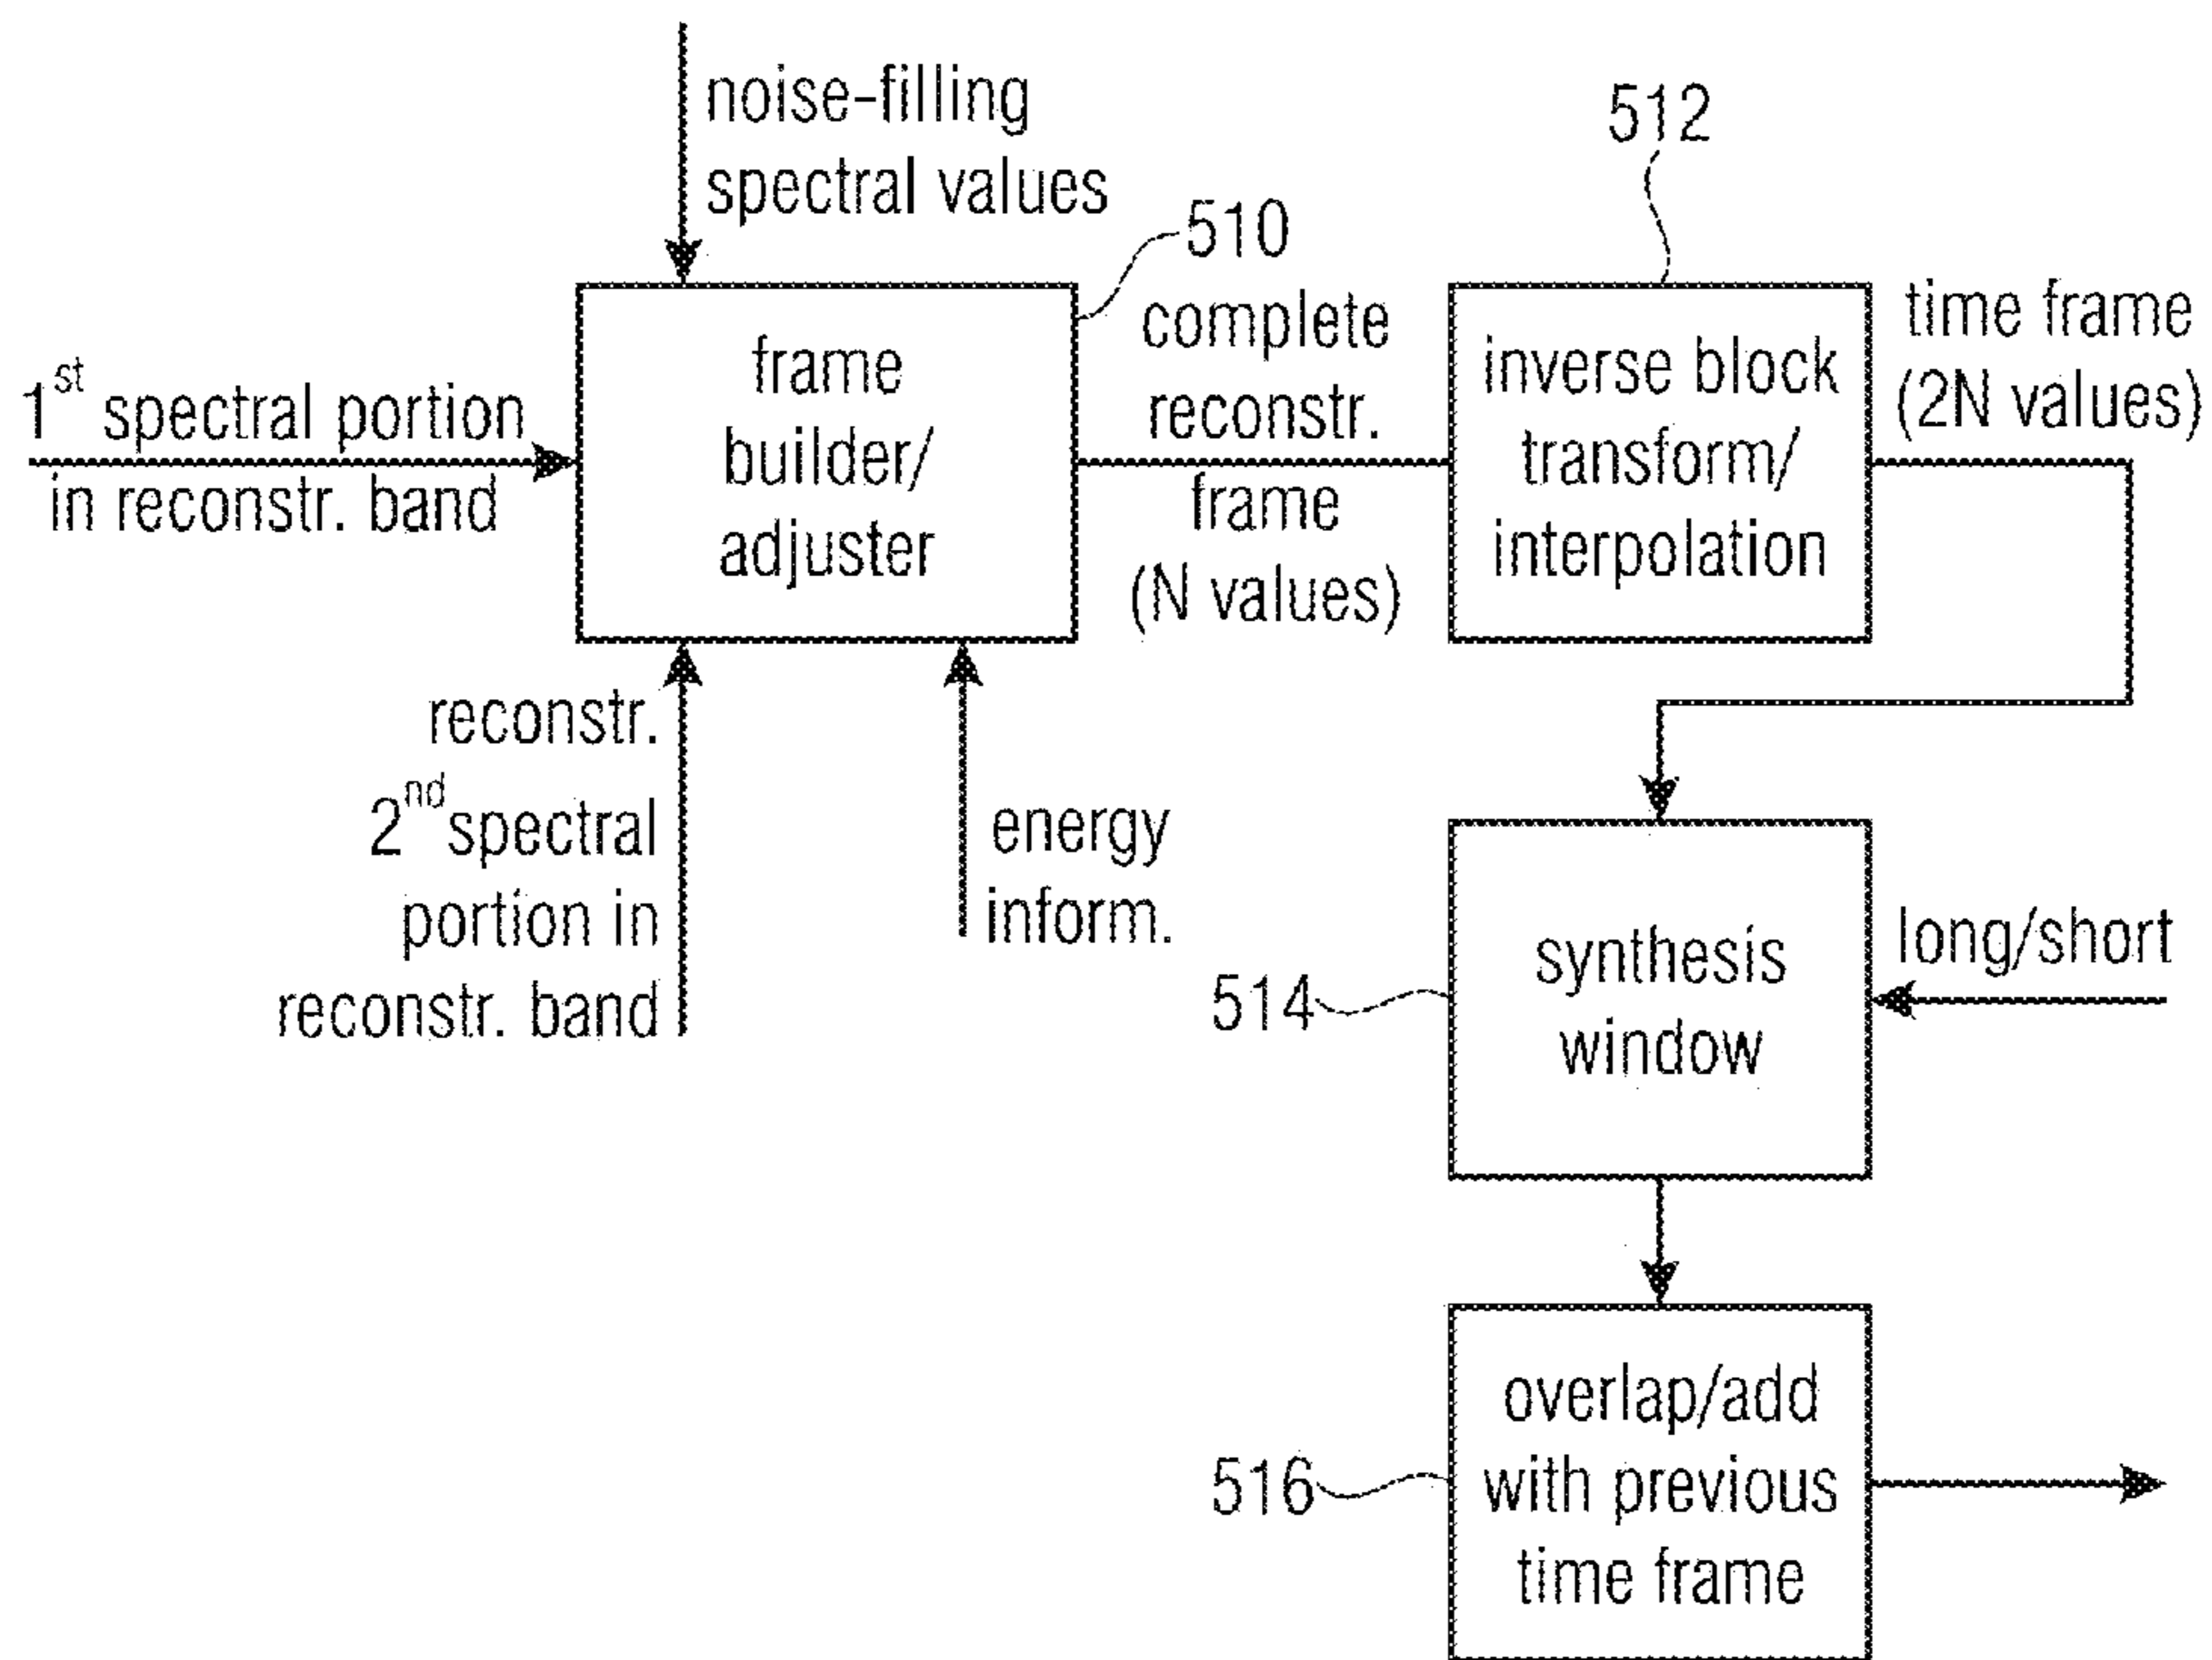 noise-filling
spectral values
512
510
1st spectral portion
in reconstr. band
frame
builder/
adjuster
complete
reconstr.
frame
(N values)
inverse block
transform/
interpolation
time frame
(2N values)
reconstr.
2nd spectral
portion in
reconstr. band
energy
inform.
514
synthesis
window
long/short
516
overlap/add
with previous
time frame